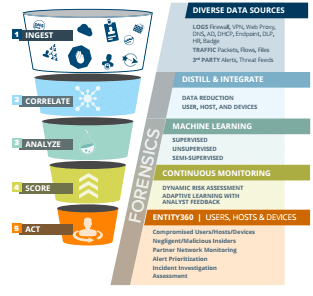 DIVERSE DATA SOURCES
LOGS Firewall, VPN, Web Proxy,
DNS, AD, DHCP, Endpoint, DLP,
HR, Badge
TRAFFIC Packets, Flows, Files
3rd PARTY Alerts, Threat Feeds
1 INGEST
DISTILL & INTEGRATE
DATA REDUCTION
USER, HOST, AND DEVICES
2 CORRELATE
MACHINE LEARNING
SUPERVISED
UNSUPERVISED
SEMI-SUPERVISED
3 ANALYZE
CONTINUOUS MONITORING
DYNAMIC RISK ASSESSMENT
ADAPTIVE LEARNING WITH
ANALYST FEEDBACK
4 SCORE
ENTITY360 | USERS, HOSTS & DEVICES
Compromised Users/Hosts/Devices
Negligent/Malicious Insiders
Partner Network Monitoring
Alert Prioritization
Incident Investigation
Assessment
5 ACT
FORENSICS